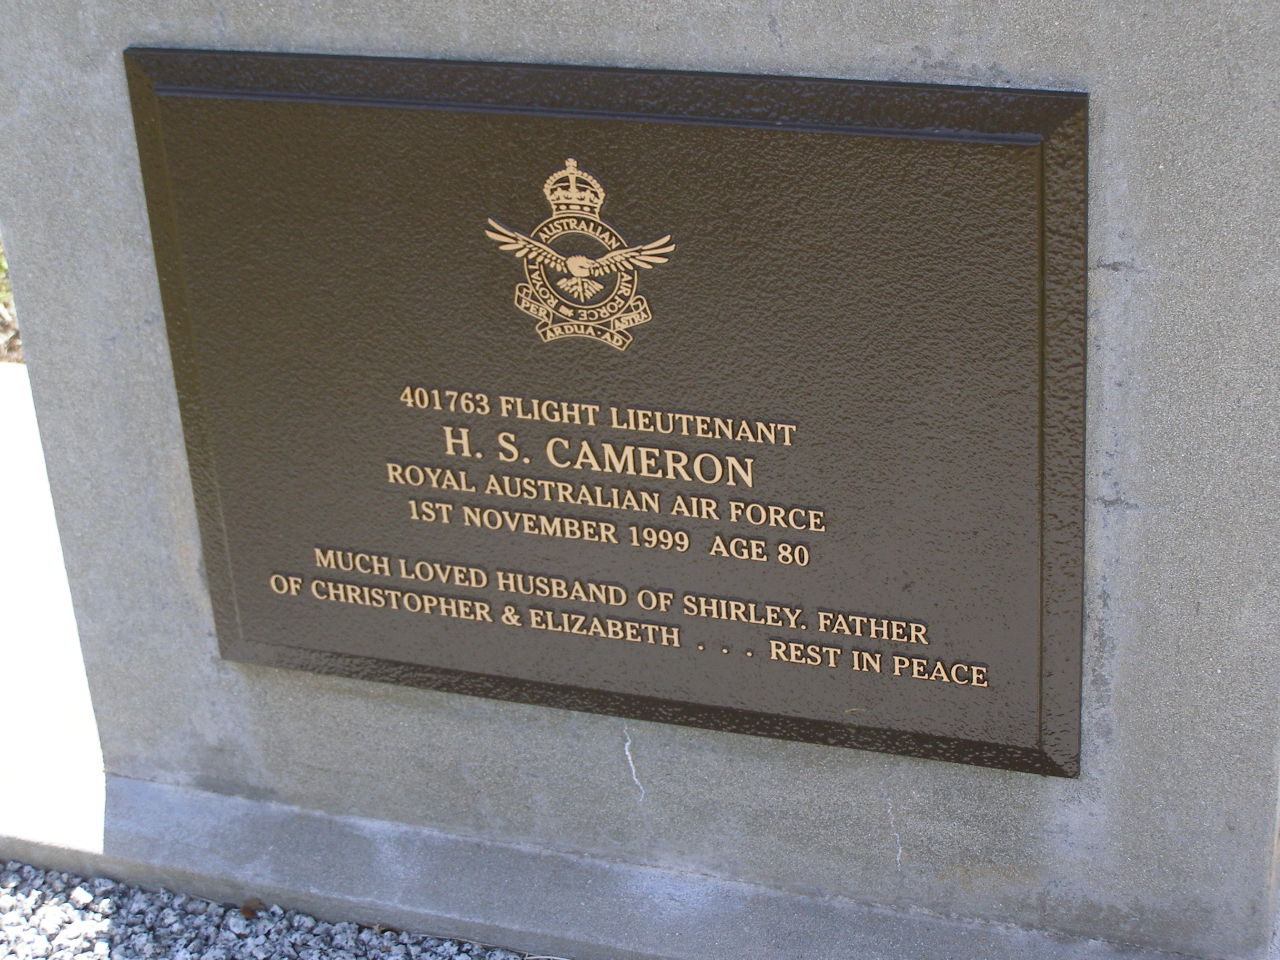 ROYAL AUSTRALIAN AIR FORCE
PER ARDUA · AD ASTRA
401763 FLIGHT LIEUTENANT
H. S. CAMERON
ROYAL AUSTRALIAN AIR FORCE
1ST NOVEMBER 1999 AGE 80
MUCH LOVED HUSBAND OF SHIRLEY. FATHER
OF CHRISTOPHER & ELIZABETH . . . REST IN PEACE